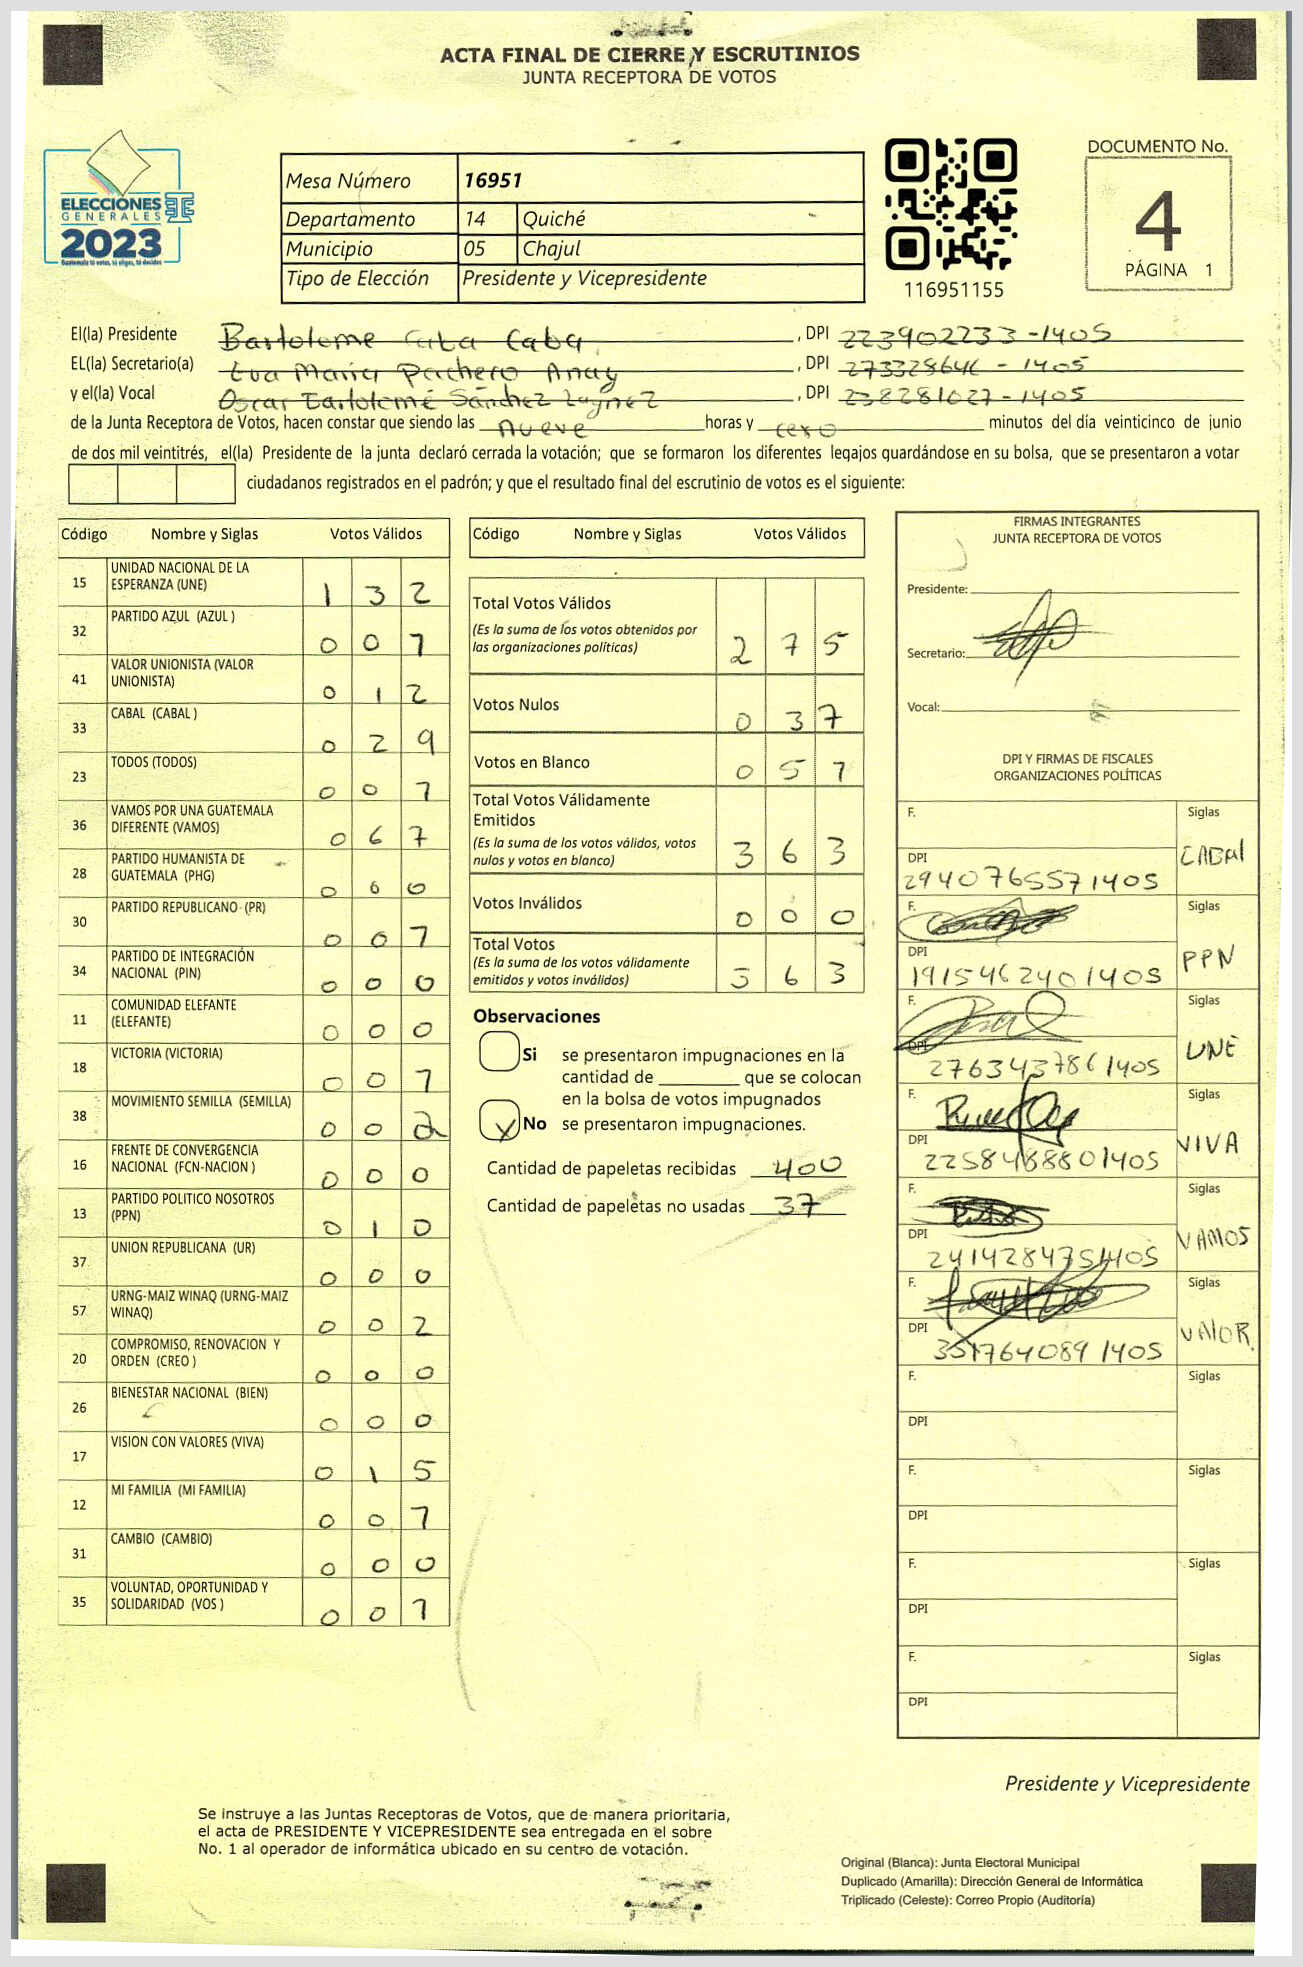 ACTA FINAL DE CIERRE Y ESCRUTINIOS
JUNTA RECEPTORA DE VOTOS
ELECCIONES
GENERALES
2023
Mesa Número 16951
Departamento 14 Quiché
Municipio 05 Chajul
Tipo de Elección Presidente y Vicepresidente
116951155
DOCUMENTO No.
4
PÁGINA 1
El(la) Presidente Bartolome Caba Caba, DPI 223902233-1405
EL(la) Secretario(a) Eva Maria Pacheco Anay, DPI 273328646-1405
y el(la) Vocal Oscar Bartolomé Sánchez Laynez, DPI 238281027-1405
de la Junta Receptora de Votos, hacen constar que siendo las nueve horas y cero minutos del día veinticinco de junio
de dos mil veintitrés, el(la) Presidente de la junta declaró cerrada la votación; que se formaron los diferentes legajos guardándose en su bolsa, que se presentaron a votar
ciudadanos registrados en el padrón; y que el resultado final del escrutinio de votos es el siguiente:
Código Nombre y Siglas Votos Válidos
15 UNIDAD NACIONAL DE LA ESPERANZA (UNE) 1 3 2
32 PARTIDO AZUL (AZUL ) 0 0 7
41 VALOR UNIONISTA (VALOR UNIONISTA) 0 1 2
33 CABAL (CABAL ) 0 2 9
23 TODOS (TODOS) 0 0 7
36 VAMOS POR UNA GUATEMALA DIFERENTE (VAMOS) 0 6 7
28 PARTIDO HUMANISTA DE GUATEMALA (PHG) 0 0 0
30 PARTIDO REPUBLICANO (PR) 0 0 7
34 PARTIDO DE INTEGRACIÓN NACIONAL (PIN) 0 0 0
11 COMUNIDAD ELEFANTE (ELEFANTE) 0 0 0
18 VICTORIA (VICTORIA) 0 0 7
38 MOVIMIENTO SEMILLA (SEMILLA) 0 0 2
16 FRENTE DE CONVERGENCIA NACIONAL (FCN-NACION ) 0 0 0
13 PARTIDO POLITICO NOSOTROS (PPN) 0 1 0
37 UNION REPUBLICANA (UR) 0 0 0
57 URNG-MAIZ WINAQ (URNG-MAIZ WINAQ) 0 0 2
20 COMPROMISO, RENOVACION Y ORDEN (CREO ) 0 0 0
26 BIENESTAR NACIONAL (BIEN) 0 0 0
17 VISION CON VALORES (VIVA) 0 1 5
12 MI FAMILIA (MI FAMILIA) 0 0 7
31 CAMBIO (CAMBIO) 0 0 0
35 VOLUNTAD, OPORTUNIDAD Y SOLIDARIDAD (VOS ) 0 0 1
Código Nombre y Siglas Votos Válidos
Total Votos Válidos 2 7 5
(Es la suma de los votos obtenidos por
las organizaciones políticas)
Votos Nulos 0 3 7
Votos en Blanco 0 5 1
Total Votos Válidamente
Emitidos 3 6 3
(Es la suma de los votos válidos, votos
nulos y votos en blanco)
Votos Inválidos 0 0 0
Total Votos 3 6 3
(Es la suma de los votos válidamente
emitidos y votos inválidos)
Observaciones
Si se presentaron impugnaciones en la
cantidad de ________ que se colocan
en la bolsa de votos impugnados
X No se presentaron impugnaciones.
Cantidad de papeletas recibidas 400
Cantidad de papeletas no usadas 37
FIRMAS INTEGRANTES
JUNTA RECEPTORA DE VOTOS
Presidente:
Secretario:
Vocal:
DPI Y FIRMAS DE FISCALES
ORGANIZACIONES POLÍTICAS
F. Siglas
DPI 2940765571405 CABAL
F. Siglas
DPI 1915462401405 PPN
F. Siglas
DPI 2763437861405 UNE
F. Siglas
DPI 2258488801405 VIVA
F. Siglas
DPI 2414284751405 VAMOS
F. Siglas
DPI 351764089 1405 VALOR
F. Siglas
DPI
F. Siglas
DPI
F. Siglas
DPI
F. Siglas
DPI
Presidente y Vicepresidente
Se instruye a las Juntas Receptoras de Votos, que de manera prioritaria,
el acta de PRESIDENTE Y VICEPRESIDENTE sea entregada en el sobre
No. 1 al operador de informática ubicado en su centro de votación.
Original (Blanca): Junta Electoral Municipal
Duplicado (Amarilla): Dirección General de Informática
Triplicado (Celeste): Correo Propio (Auditoría)